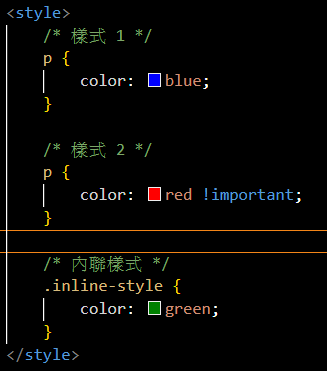 <style>
/* 樣式 1 */
p {
color: blue;
}
/* 樣式 2 */
p {
color: red !important;
}
/* 內聯樣式 */
.inline-style {
color: green;
}
</style>